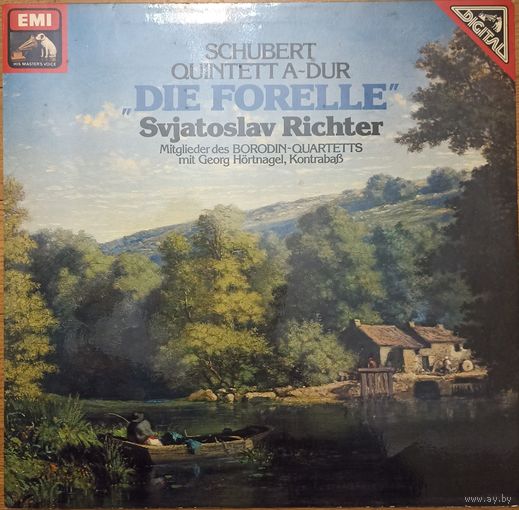 EMI
HIS MASTER'S VOICE
DIGITAL
SCHUBERT
QUINTETT A-DUR
„DIE FORELLE”
Svjatoslav Richter
Mitglieder des BORODIN-QUARTETTS
mit Georg Hörtnagel, Kontrabaß
www.ay.by